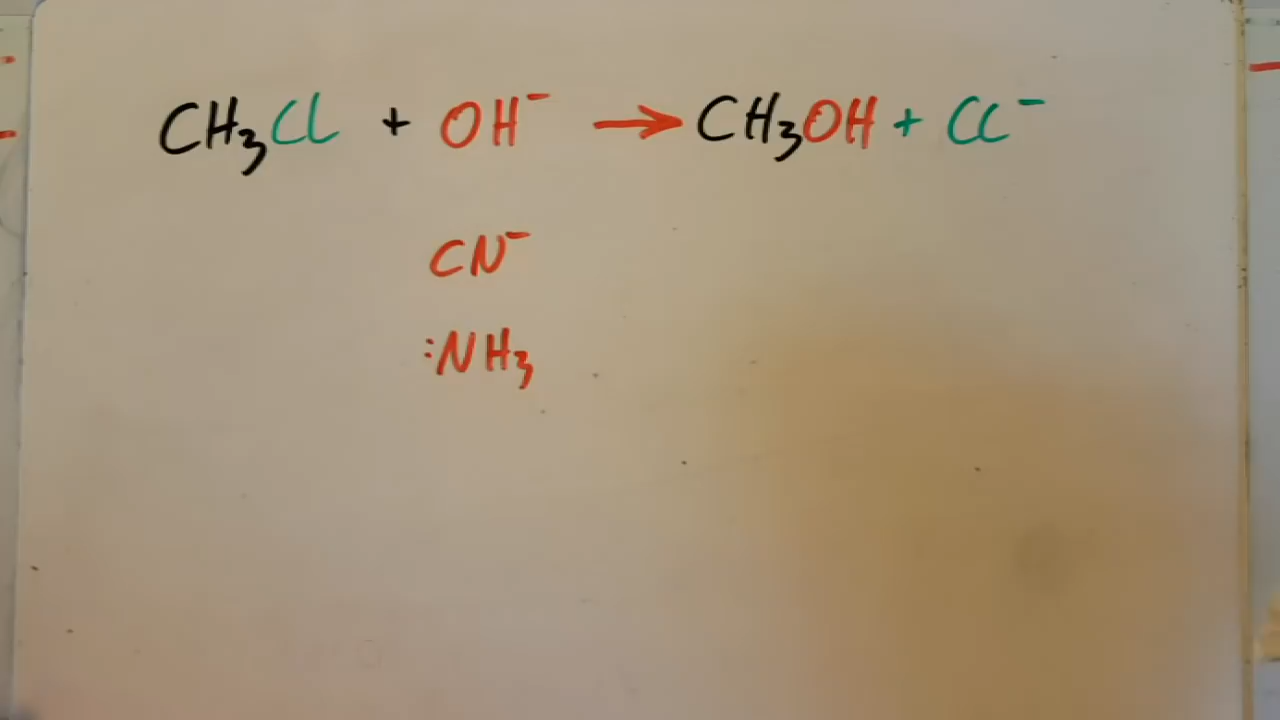 CH₃Cl + OH⁻ → CH₃OH + Cl⁻
CN⁻
:NH₃